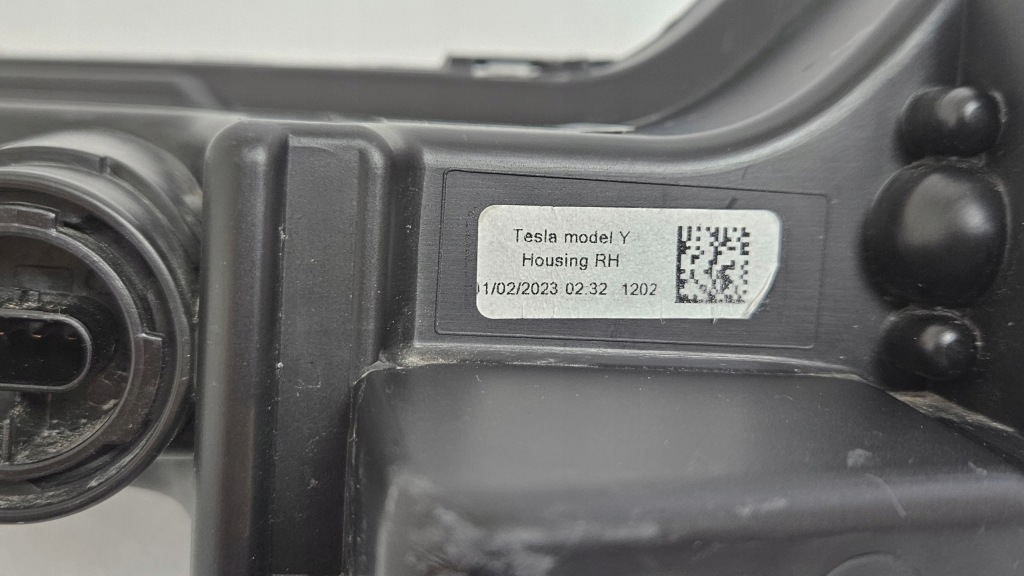 Tesla model Y
Housing RH
01/02/2023 02:32 1202